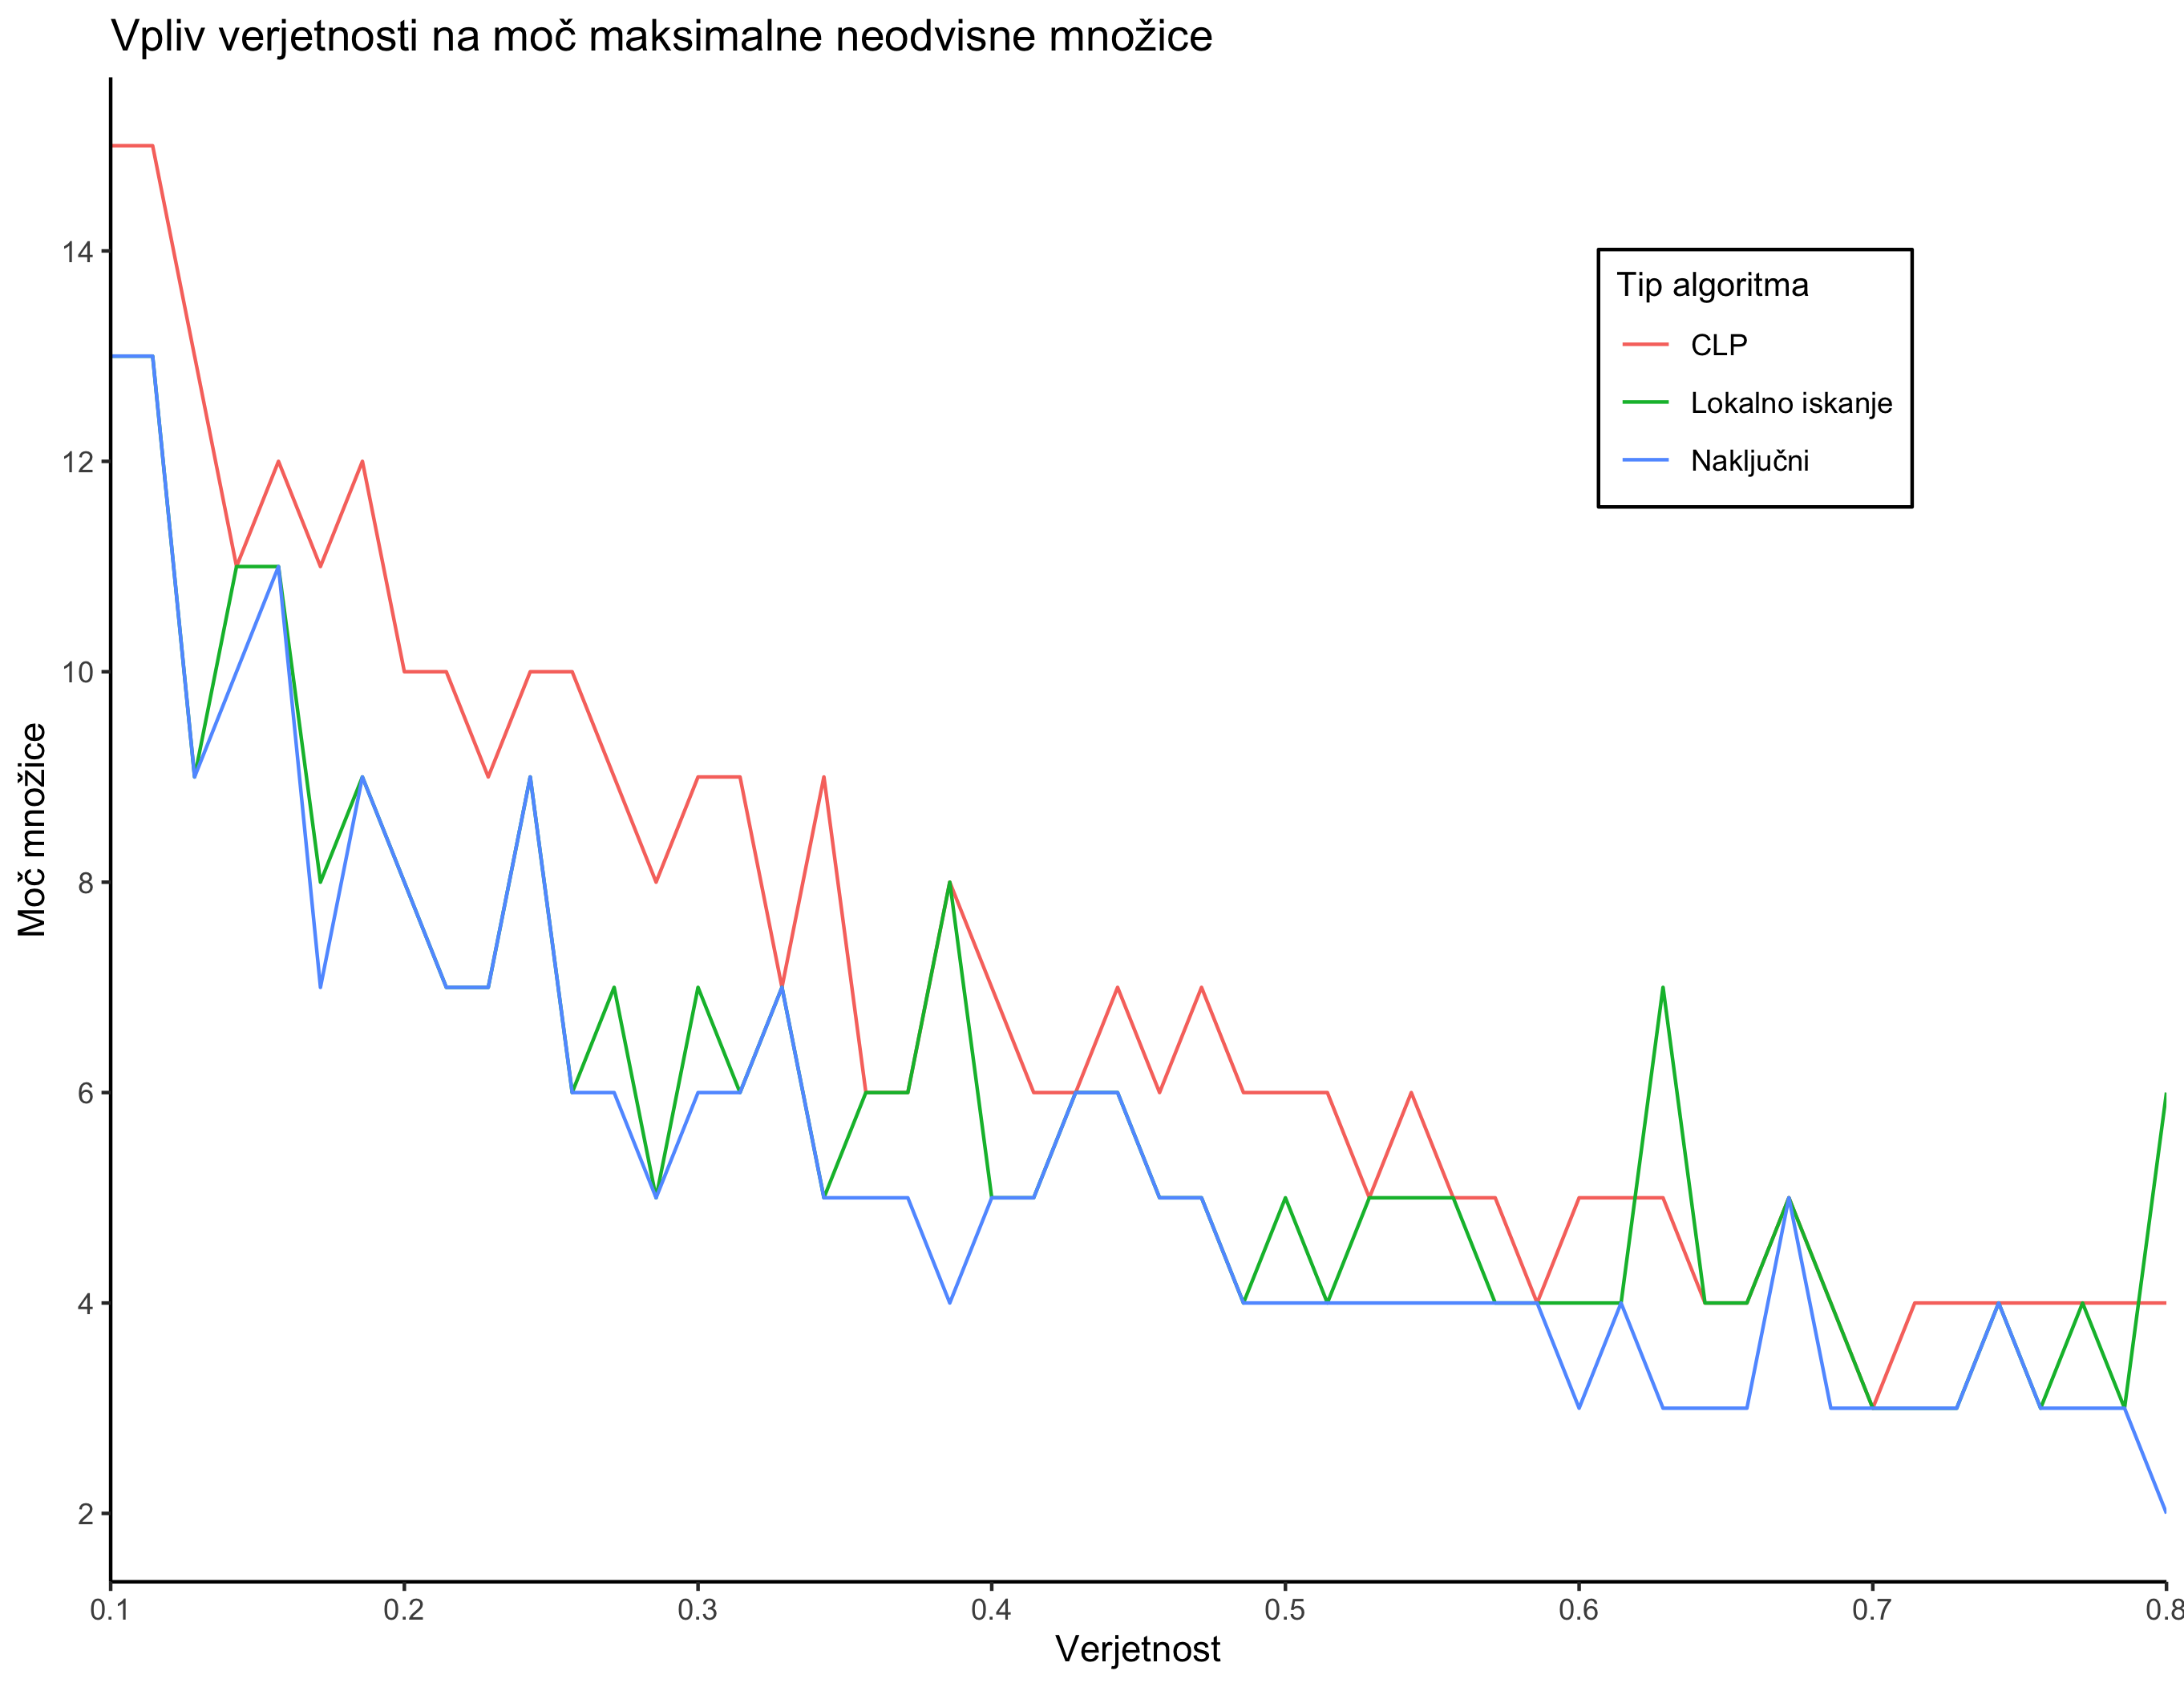 Vpliv verjetnosti na moč maksimalne neodvisne množice
14
12
10
8
6
4
2
Moč množice
Tip algoritma
CLP
Lokalno iskanje
Naključni
0.1 0.2 0.3 0.4 0.5 0.6 0.7 0.8
Verjetnost